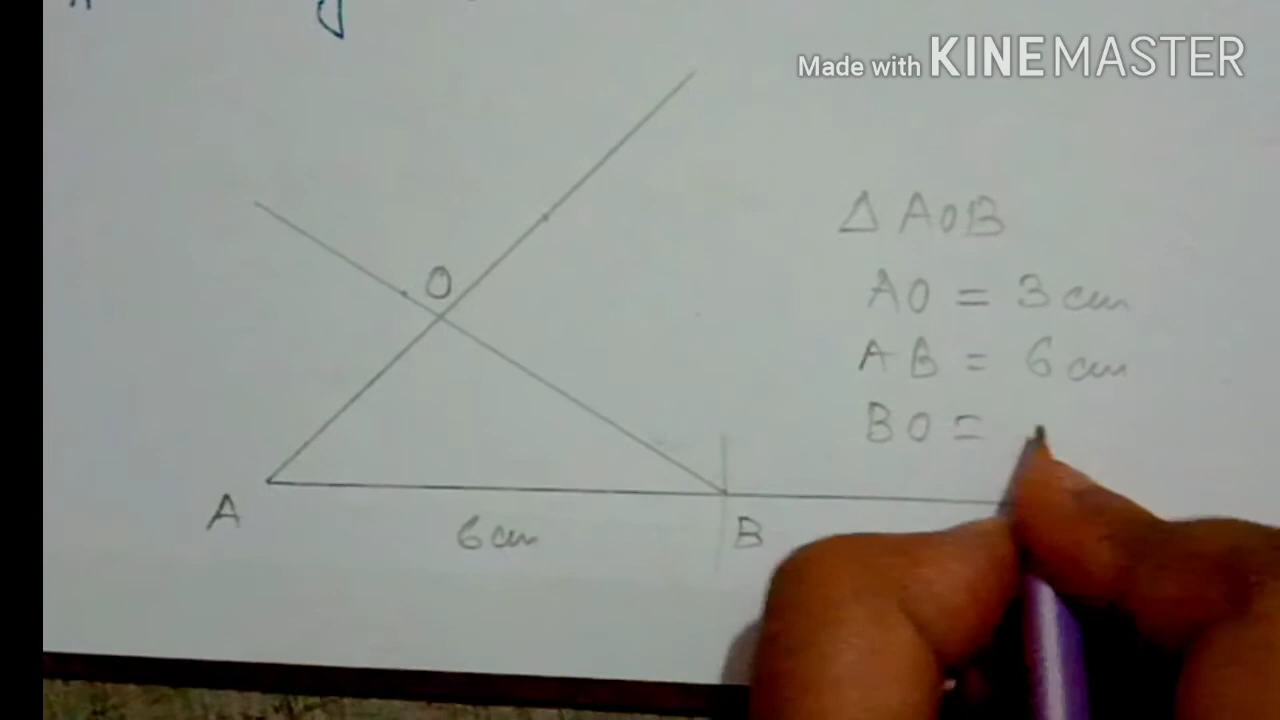 Made with KINEMASTER
O
△ AOB
AO = 3 cm
AB = 6 cm
BO =
A
6 cm
B